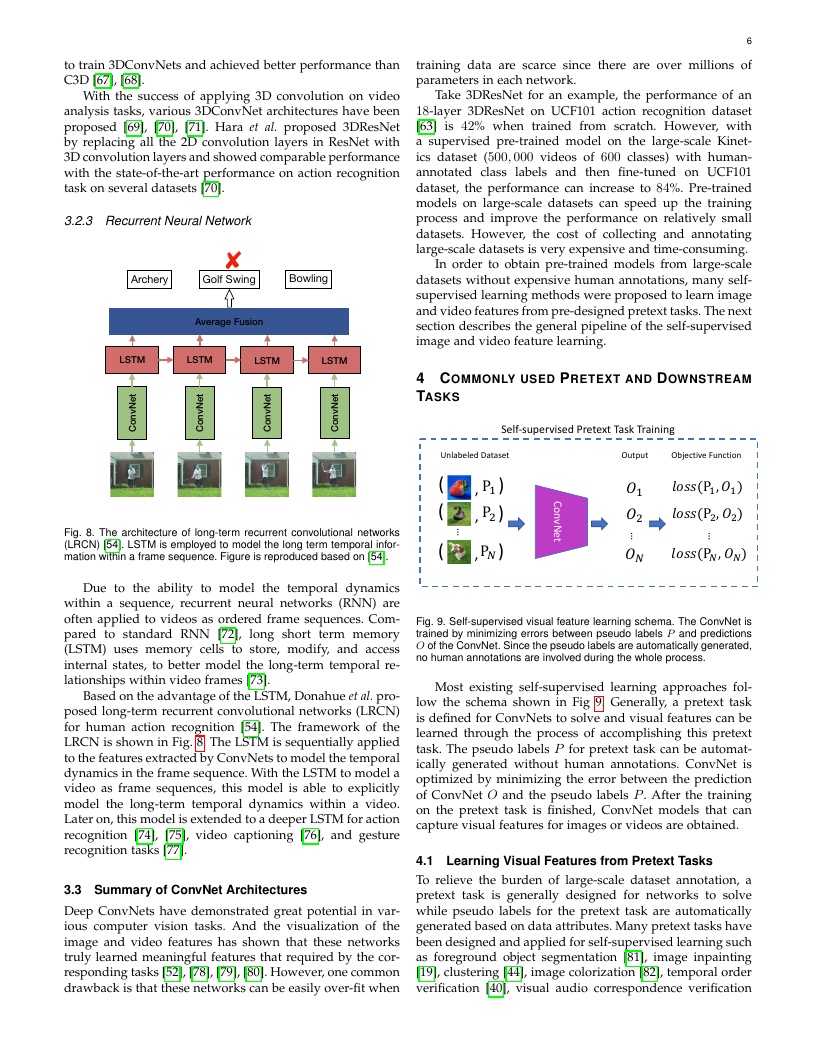 6
to train 3DConvNets and achieved better performance than
C3D [67], [68].
With the success of applying 3D convolution on video
analysis tasks, various 3DConvNet architectures have been
proposed [69], [70], [71]. Hara et al. proposed 3DResNet
by replacing all the 2D convolution layers in ResNet with
3D convolution layers and showed comparable performance
with the state-of-the-art performance on action recognition
task on several datasets [70].
3.2.3 Recurrent Neural Network
✘
Archery
Golf Swing
Bowling
Average Fusion
LSTM
LSTM
LSTM
LSTM
ConvNet
ConvNet
ConvNet
ConvNet
Fig. 8. The architecture of long-term recurrent convolutional networks
(LRCN) [54]. LSTM is employed to model the long term temporal infor-
mation within a frame sequence. Figure is reproduced based on [54].
Due to the ability to model the temporal dynamics
within a sequence, recurrent neural networks (RNN) are
often applied to videos as ordered frame sequences. Com-
pared to standard RNN [72], long short term memory
(LSTM) uses memory cells to store, modify, and access
internal states, to better model the long-term temporal re-
lationships within video frames [73].
Based on the advantage of the LSTM, Donahue et al. pro-
posed long-term recurrent convolutional networks (LRCN)
for human action recognition [54]. The framework of the
LRCN is shown in Fig. 8. The LSTM is sequentially applied
to the features extracted by ConvNets to model the temporal
dynamics in the frame sequence. With the LSTM to model a
video as frame sequences, this model is able to explicitly
model the long-term temporal dynamics within a video.
Later on, this model is extended to a deeper LSTM for action
recognition [74], [75], video captioning [76], and gesture
recognition tasks [77].
3.3 Summary of ConvNet Architectures
Deep ConvNets have demonstrated great potential in var-
ious computer vision tasks. And the visualization of the
image and video features has shown that these networks
truly learned meaningful features that required by the cor-
responding tasks [52], [78], [79], [80]. However, one common
drawback is that these networks can be easily over-fit when
training data are scarce since there are over millions of
parameters in each network.
Take 3DResNet for an example, the performance of an
18-layer 3DResNet on UCF101 action recognition dataset
[63] is 42% when trained from scratch. However, with
a supervised pre-trained model on the large-scale Kinet-
ics dataset (500, 000 videos of 600 classes) with human-
annotated class labels and then fine-tuned on UCF101
dataset, the performance can increase to 84%. Pre-trained
models on large-scale datasets can speed up the training
process and improve the performance on relatively small
datasets. However, the cost of collecting and annotating
large-scale datasets is very expensive and time-consuming.
In order to obtain pre-trained models from large-scale
datasets without expensive human annotations, many self-
supervised learning methods were proposed to learn image
and video features from pre-designed pretext tasks. The next
section describes the general pipeline of the self-supervised
image and video feature learning.
4 COMMONLY USED PRETEXT AND DOWNSTREAM
TASKS
Self-supervised Pretext Task Training
Unlabeled Dataset
Output
Objective Function
( , P1 )
O1
loss(P1, O1)
( , P2 )
O2
loss(P2, O2)
⋮
⋮
⋮
( , PN )
ON
loss(PN, ON)
ConvNet
Fig. 9. Self-supervised visual feature learning schema. The ConvNet is
trained by minimizing errors between pseudo labels P and predictions
O of the ConvNet. Since the pseudo labels are automatically generated,
no human annotations are involved during the whole process.
Most existing self-supervised learning approaches fol-
low the schema shown in Fig 9. Generally, a pretext task
is defined for ConvNets to solve and visual features can be
learned through the process of accomplishing this pretext
task. The pseudo labels P for pretext task can be automat-
ically generated without human annotations. ConvNet is
optimized by minimizing the error between the prediction
of ConvNet O and the pseudo labels P. After the training
on the pretext task is finished, ConvNet models that can
capture visual features for images or videos are obtained.
4.1 Learning Visual Features from Pretext Tasks
To relieve the burden of large-scale dataset annotation, a
pretext task is generally designed for networks to solve
while pseudo labels for the pretext task are automatically
generated based on data attributes. Many pretext tasks have
been designed and applied for self-supervised learning such
as foreground object segmentation [81], image inpainting
[19], clustering [44], image colorization [82], temporal order
verification [40], visual audio correspondence verification